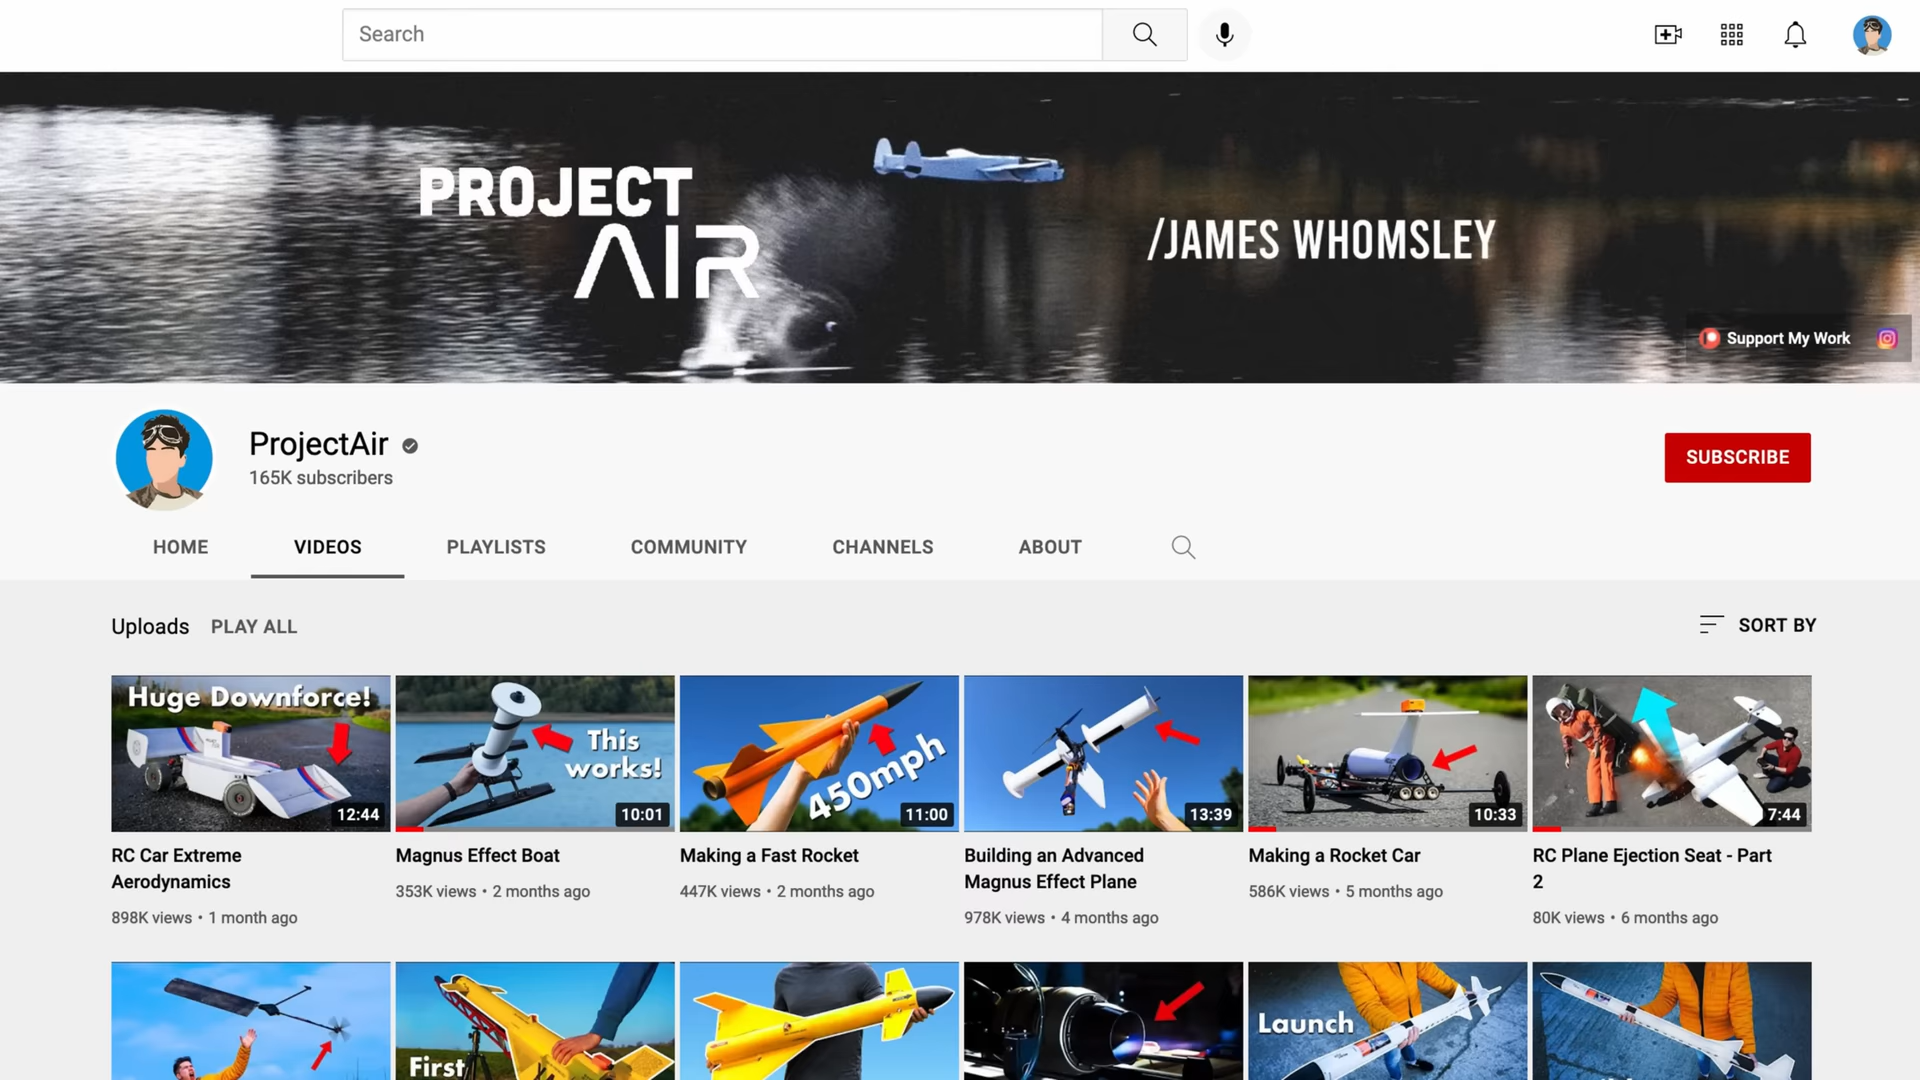 Search
PROJECT
AIR
/JAMES WHOMSLEY
Support My Work
ProjectAir
165K subscribers
SUBSCRIBE
HOME
VIDEOS
PLAYLISTS
COMMUNITY
CHANNELS
ABOUT
Uploads
PLAY ALL
SORT BY
Huge Downforce!
12:44
This
works!
10:01
450mph
11:00
13:39
10:33
7:44
RC Car Extreme
Aerodynamics
898K views • 1 month ago
Magnus Effect Boat
353K views • 2 months ago
Making a Fast Rocket
447K views • 2 months ago
Building an Advanced
Magnus Effect Plane
978K views • 4 months ago
Making a Rocket Car
586K views • 5 months ago
RC Plane Ejection Seat - Part
2
80K views • 6 months ago
First
Launch